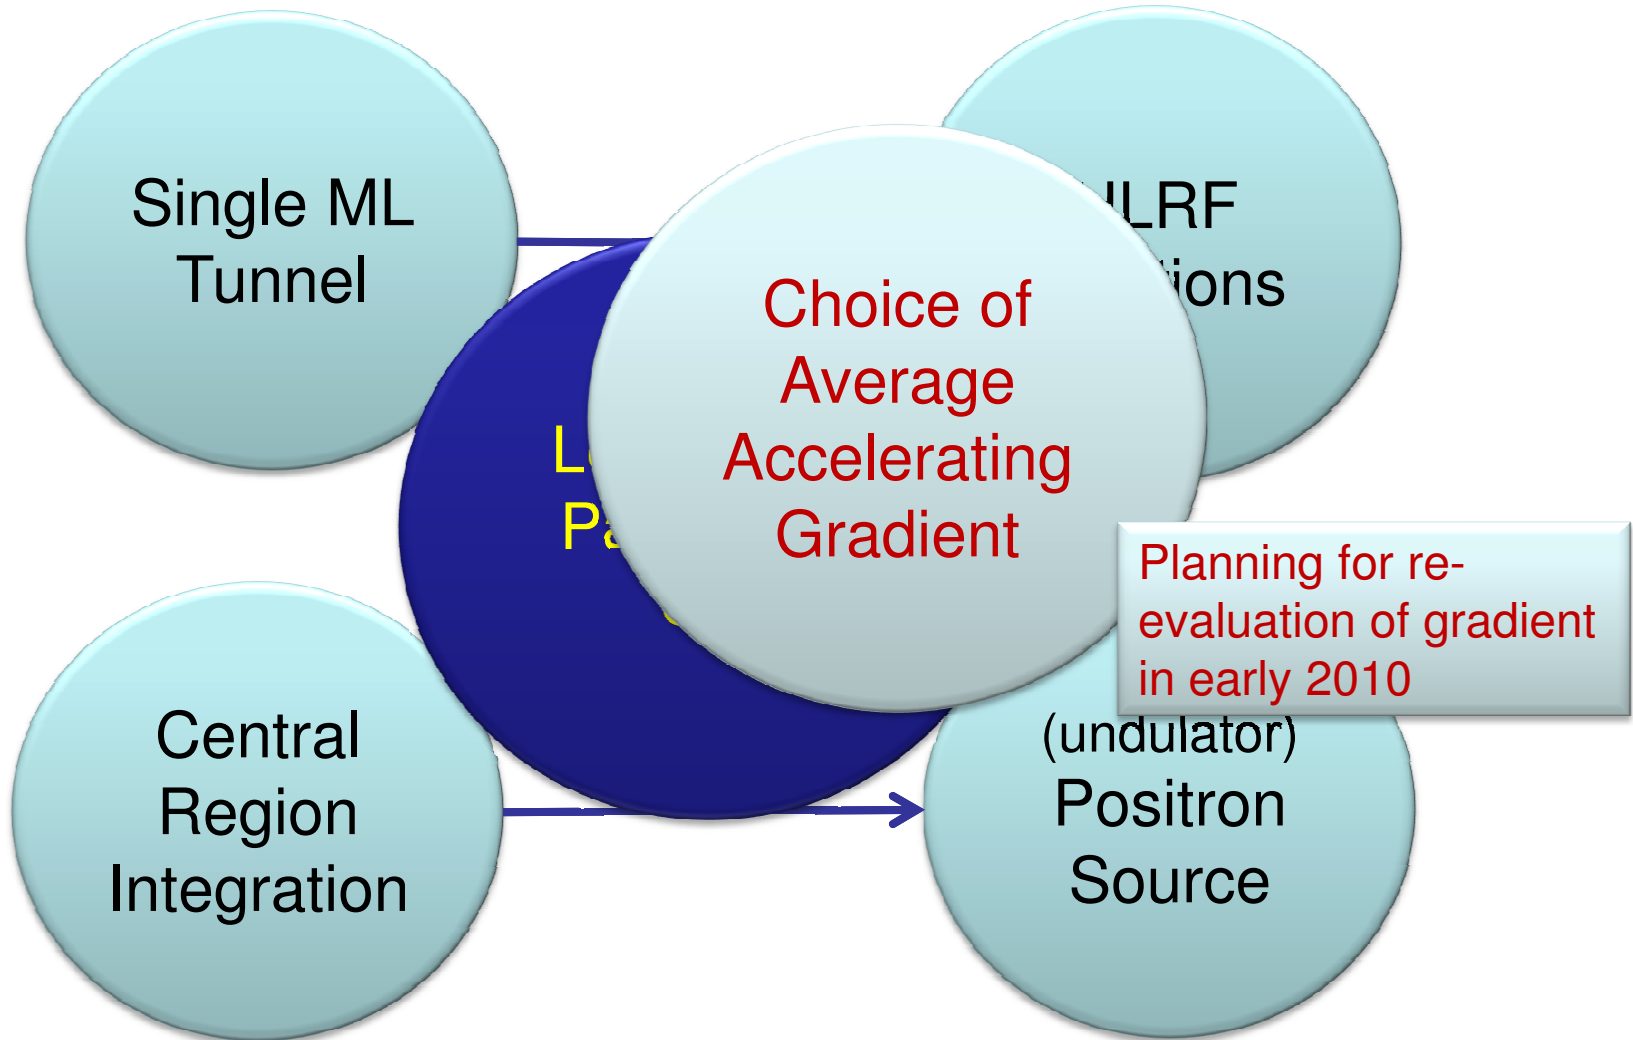 Single ML
Tunnel
Choice of
Average
Accelerating
Gradient
Planning for re-
evaluation of gradient
in early 2010
Central
Region
Integration
(undulator)
Positron
Source